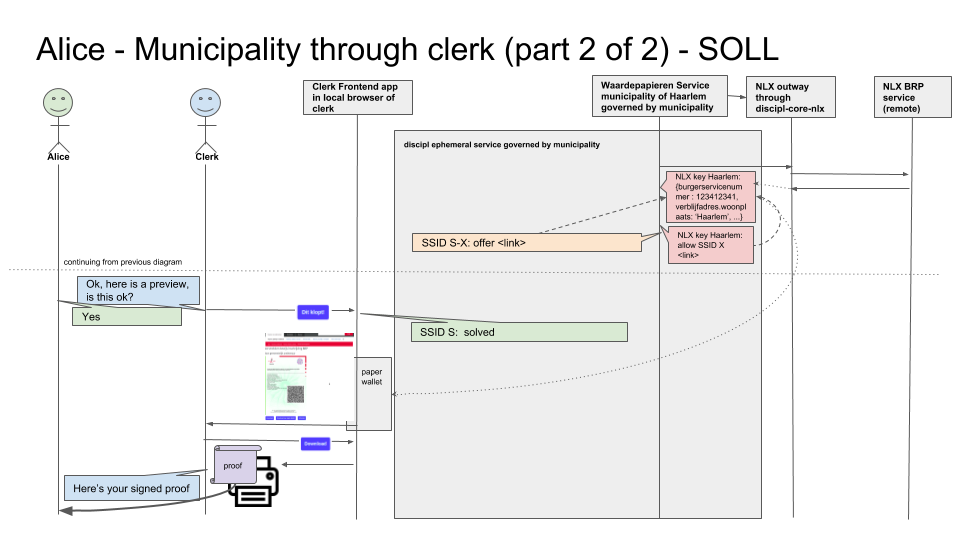 Alice - Municipality through clerk (part 2 of 2) - SOLL
Clerk Frontend app
in local browser of
clerk
Waardepapieren Service
municipality of Haarlem
governed by municipality
NLX outway
through
discipl-core-nlx
NLX BRP
service
(remote)
Alice
Clerk
discipl ephemeral service governed by municipality
NLX key Haarlem:
{burgerservicenum
mer : 123412341,
verblijfadres.woonpl
aats: 'Haarlem', ...}
SSID S-X: offer <link>
NLX key Haarlem:
allow SSID X
<link>
continuing from previous diagram
Ok, here is a preview,
is this ok?
Yes
Dit klopt!
SSID S:  solved
paper
wallet
Download
proof
Here's your signed proof